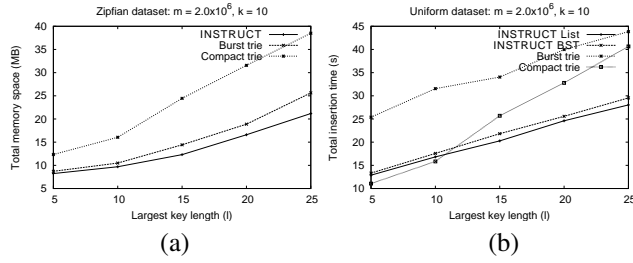 Zipfian dataset: m = 2.0x10^6, k = 10
Total memory space (MB)
40
35
30
25
20
15
10
5
INSTRUCT
Burst trie
Compact trie
5 10 15 20 25
Largest key length (l)
(a)
Uniform dataset: m = 2.0x10^6, k = 10
Total insertion time (s)
45
40
35
30
25
20
15
10
INSTRUCT List
INSTRUCT BST
Burst trie
Compact trie
5 10 15 20 25
Largest key length (l)
(b)